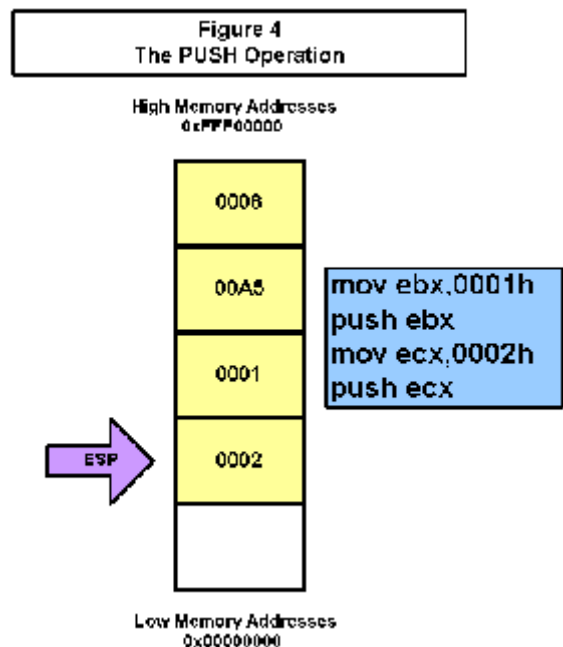 Figure 4
The PUSH Operation
High Memory Addresses
0xFFF00000
0006
00A5
mov ebx,0001h
push ebx
0001
mov ecx,0002h
push ecx
ESP
0002
Low Memory Addresses
0x00000000